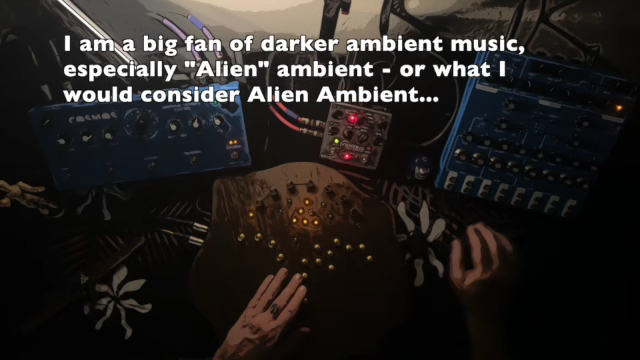 I am a big fan of darker ambient music,
especially "Alien" ambient - or what I
would consider Alien Ambient...